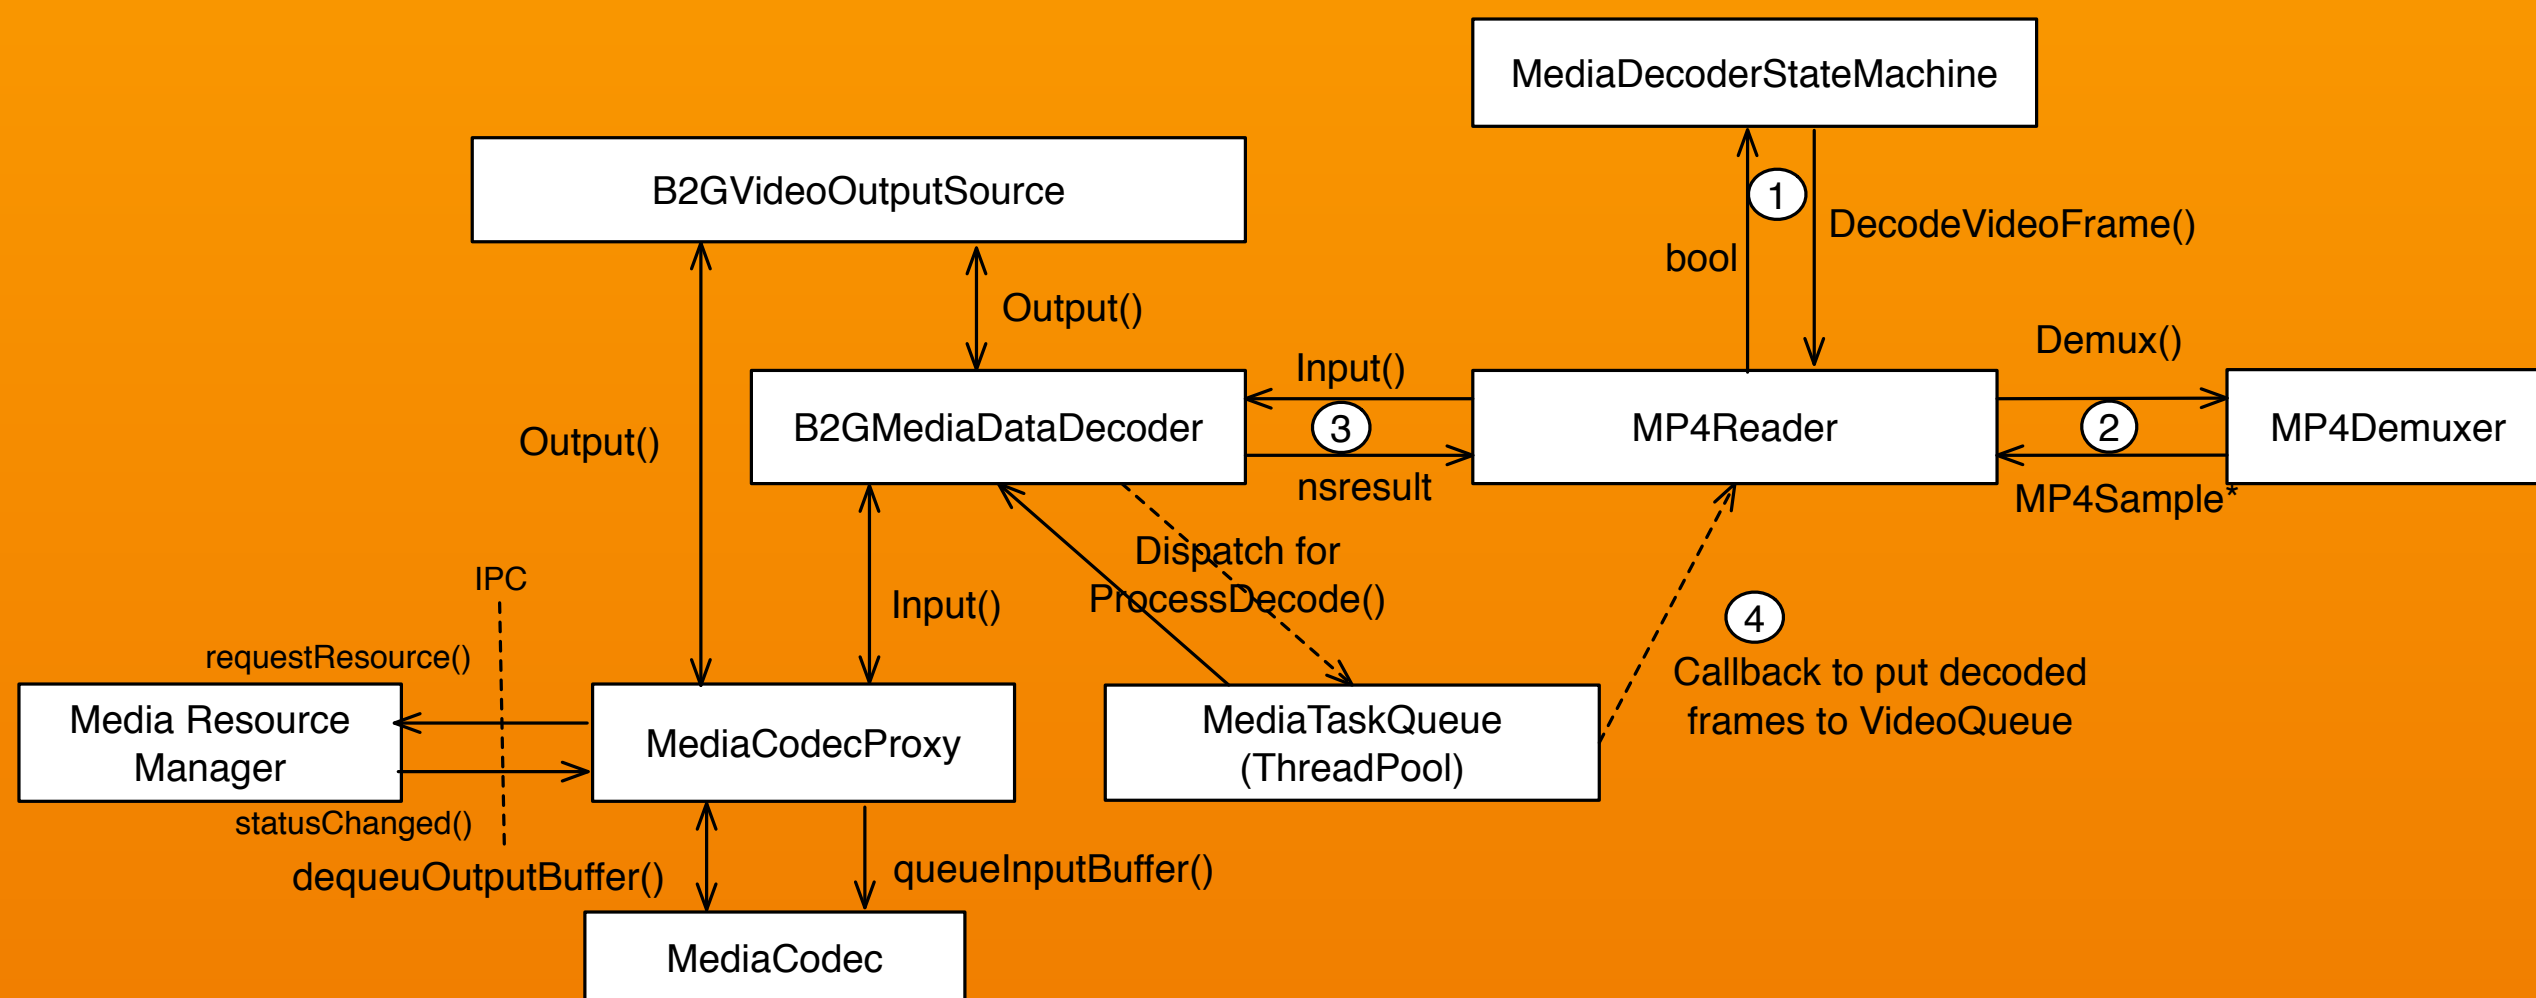 MediaDecoderStateMachine
B2GVideoOutputSource
1
DecodeVideoFrame()
bool
Output()
Demux()
Input()
B2GMediaDataDecoder
3
MP4Reader
2
MP4Demuxer
Output()
nsresult
MP4Sample*
Dispatch for
ProcessDecode()
IPC
Input()
4
requestResource()
Callback to put decoded
frames to VideoQueue
Media Resource
Manager
MediaCodecProxy
MediaTaskQueue
(ThreadPool)
statusChanged()
dequeuOutputBuffer()
queueInputBuffer()
MediaCodec